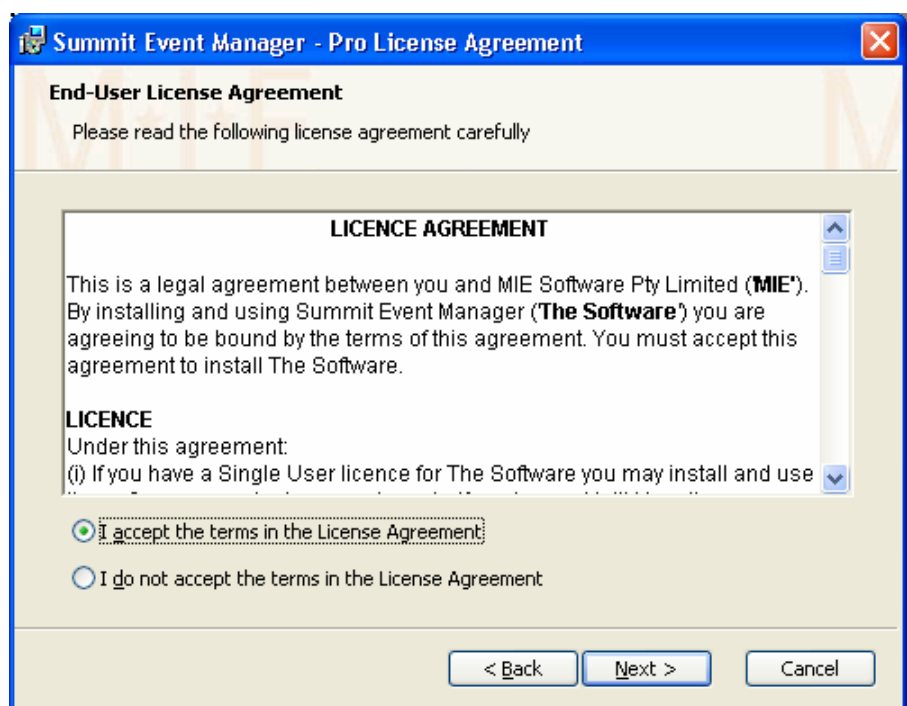 Summit Event Manager - Pro License Agreement
End-User License Agreement
Please read the following license agreement carefully
LICENCE AGREEMENT
This is a legal agreement between you and MIE Software Pty Limited ('MIE').
By installing and using Summit Event Manager ('The Software') you are
agreeing to be bound by the terms of this agreement. You must accept this
agreement to install The Software.
LICENCE
Under this agreement:
(i) If you have a Single User licence for The Software you may install and use
I accept the terms in the License Agreement
I do not accept the terms in the License Agreement
< Back
Next >
Cancel